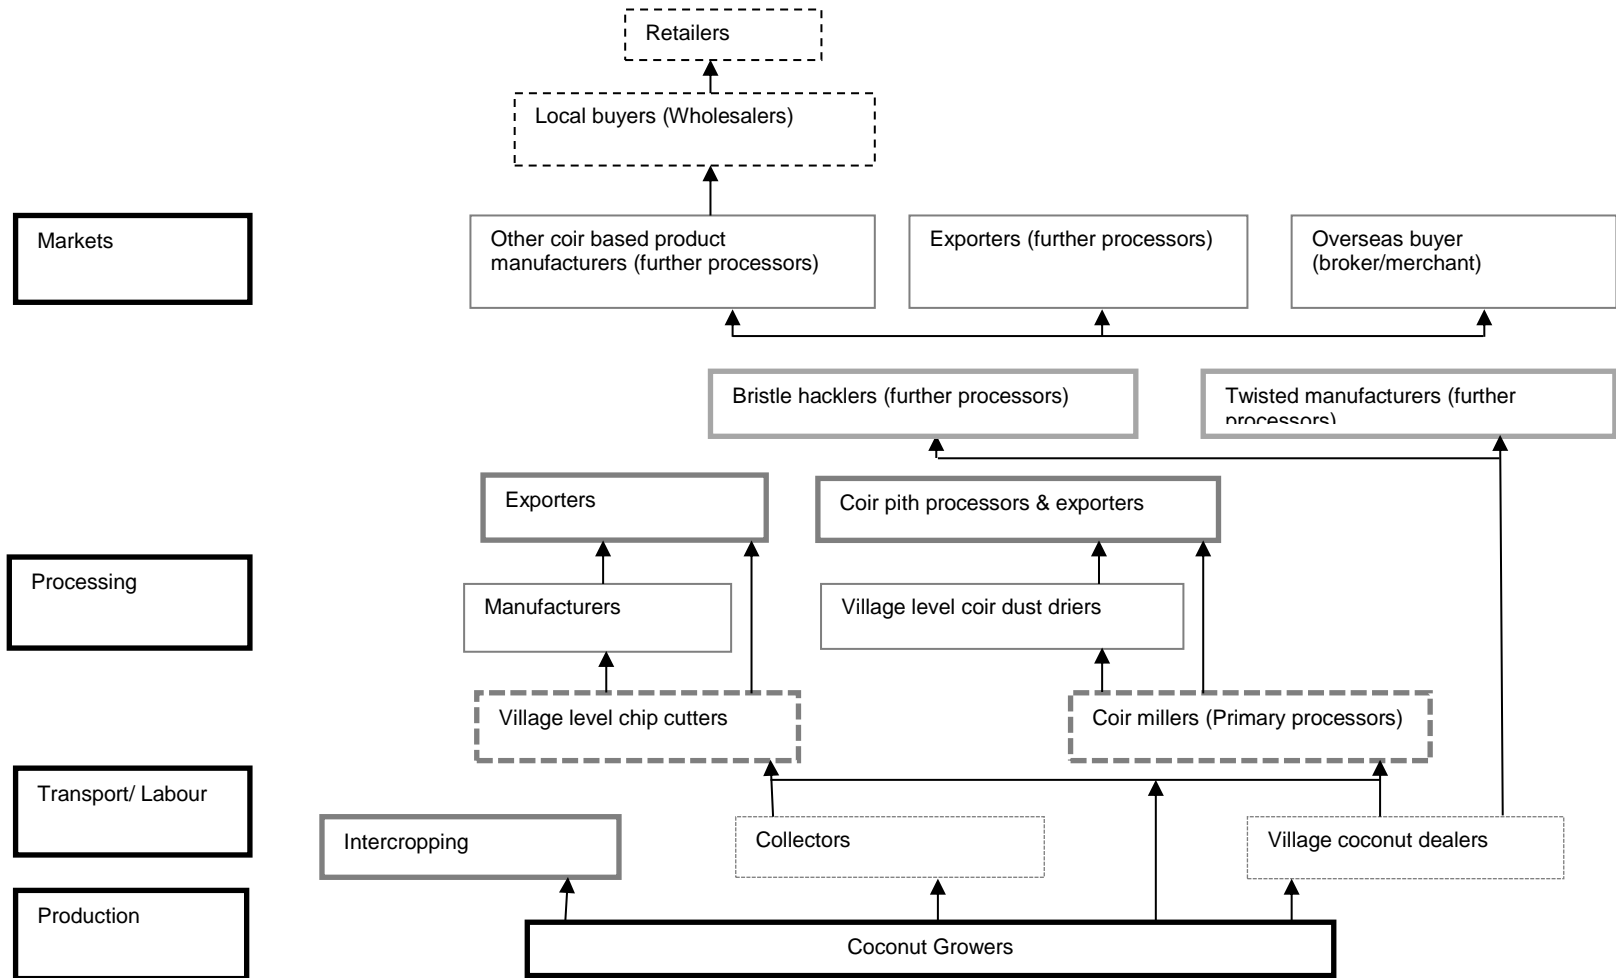 Retailers
Local buyers (Wholesalers)
Markets
Other coir based product
manufacturers (further processors)
Exporters (further processors)
Overseas buyer
(broker/merchant)
Bristle hacklers (further processors)
Twisted manufacturers (further
processors)
Exporters
Coir pith processors & exporters
Processing
Manufacturers
Village level coir dust driers
Village level chip cutters
Coir millers (Primary processors)
Transport/ Labour
Intercropping
Collectors
Village coconut dealers
Production
Coconut Growers